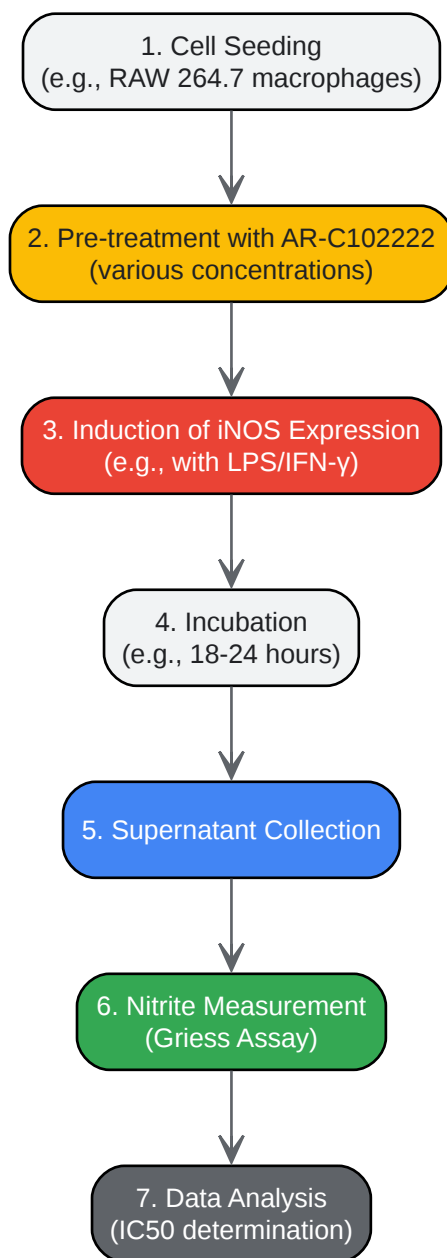 1. Cell Seeding
(e.g., RAW 264.7 macrophages)
2. Pre-treatment with AR-C102222
(various concentrations)
3. Induction of iNOS Expression
(e.g., with LPS/IFN-γ)
4. Incubation
(e.g., 18-24 hours)
5. Supernatant Collection
6. Nitrite Measurement
(Griess Assay)
7. Data Analysis
(IC50 determination)